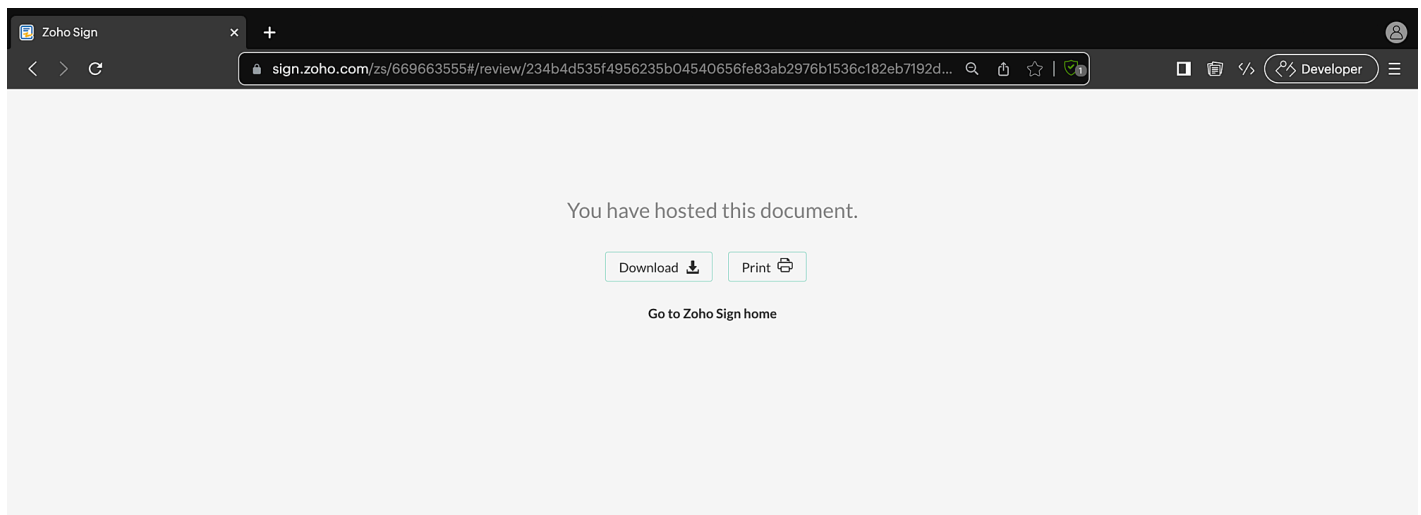 Zoho Sign
sign.zoho.com/zs/669663555#/review/234b4d535f4956235b04540656fe83ab2976b1536c182eb7192d...
1
Developer
You have hosted this document.
Download
Print
Go to Zoho Sign home